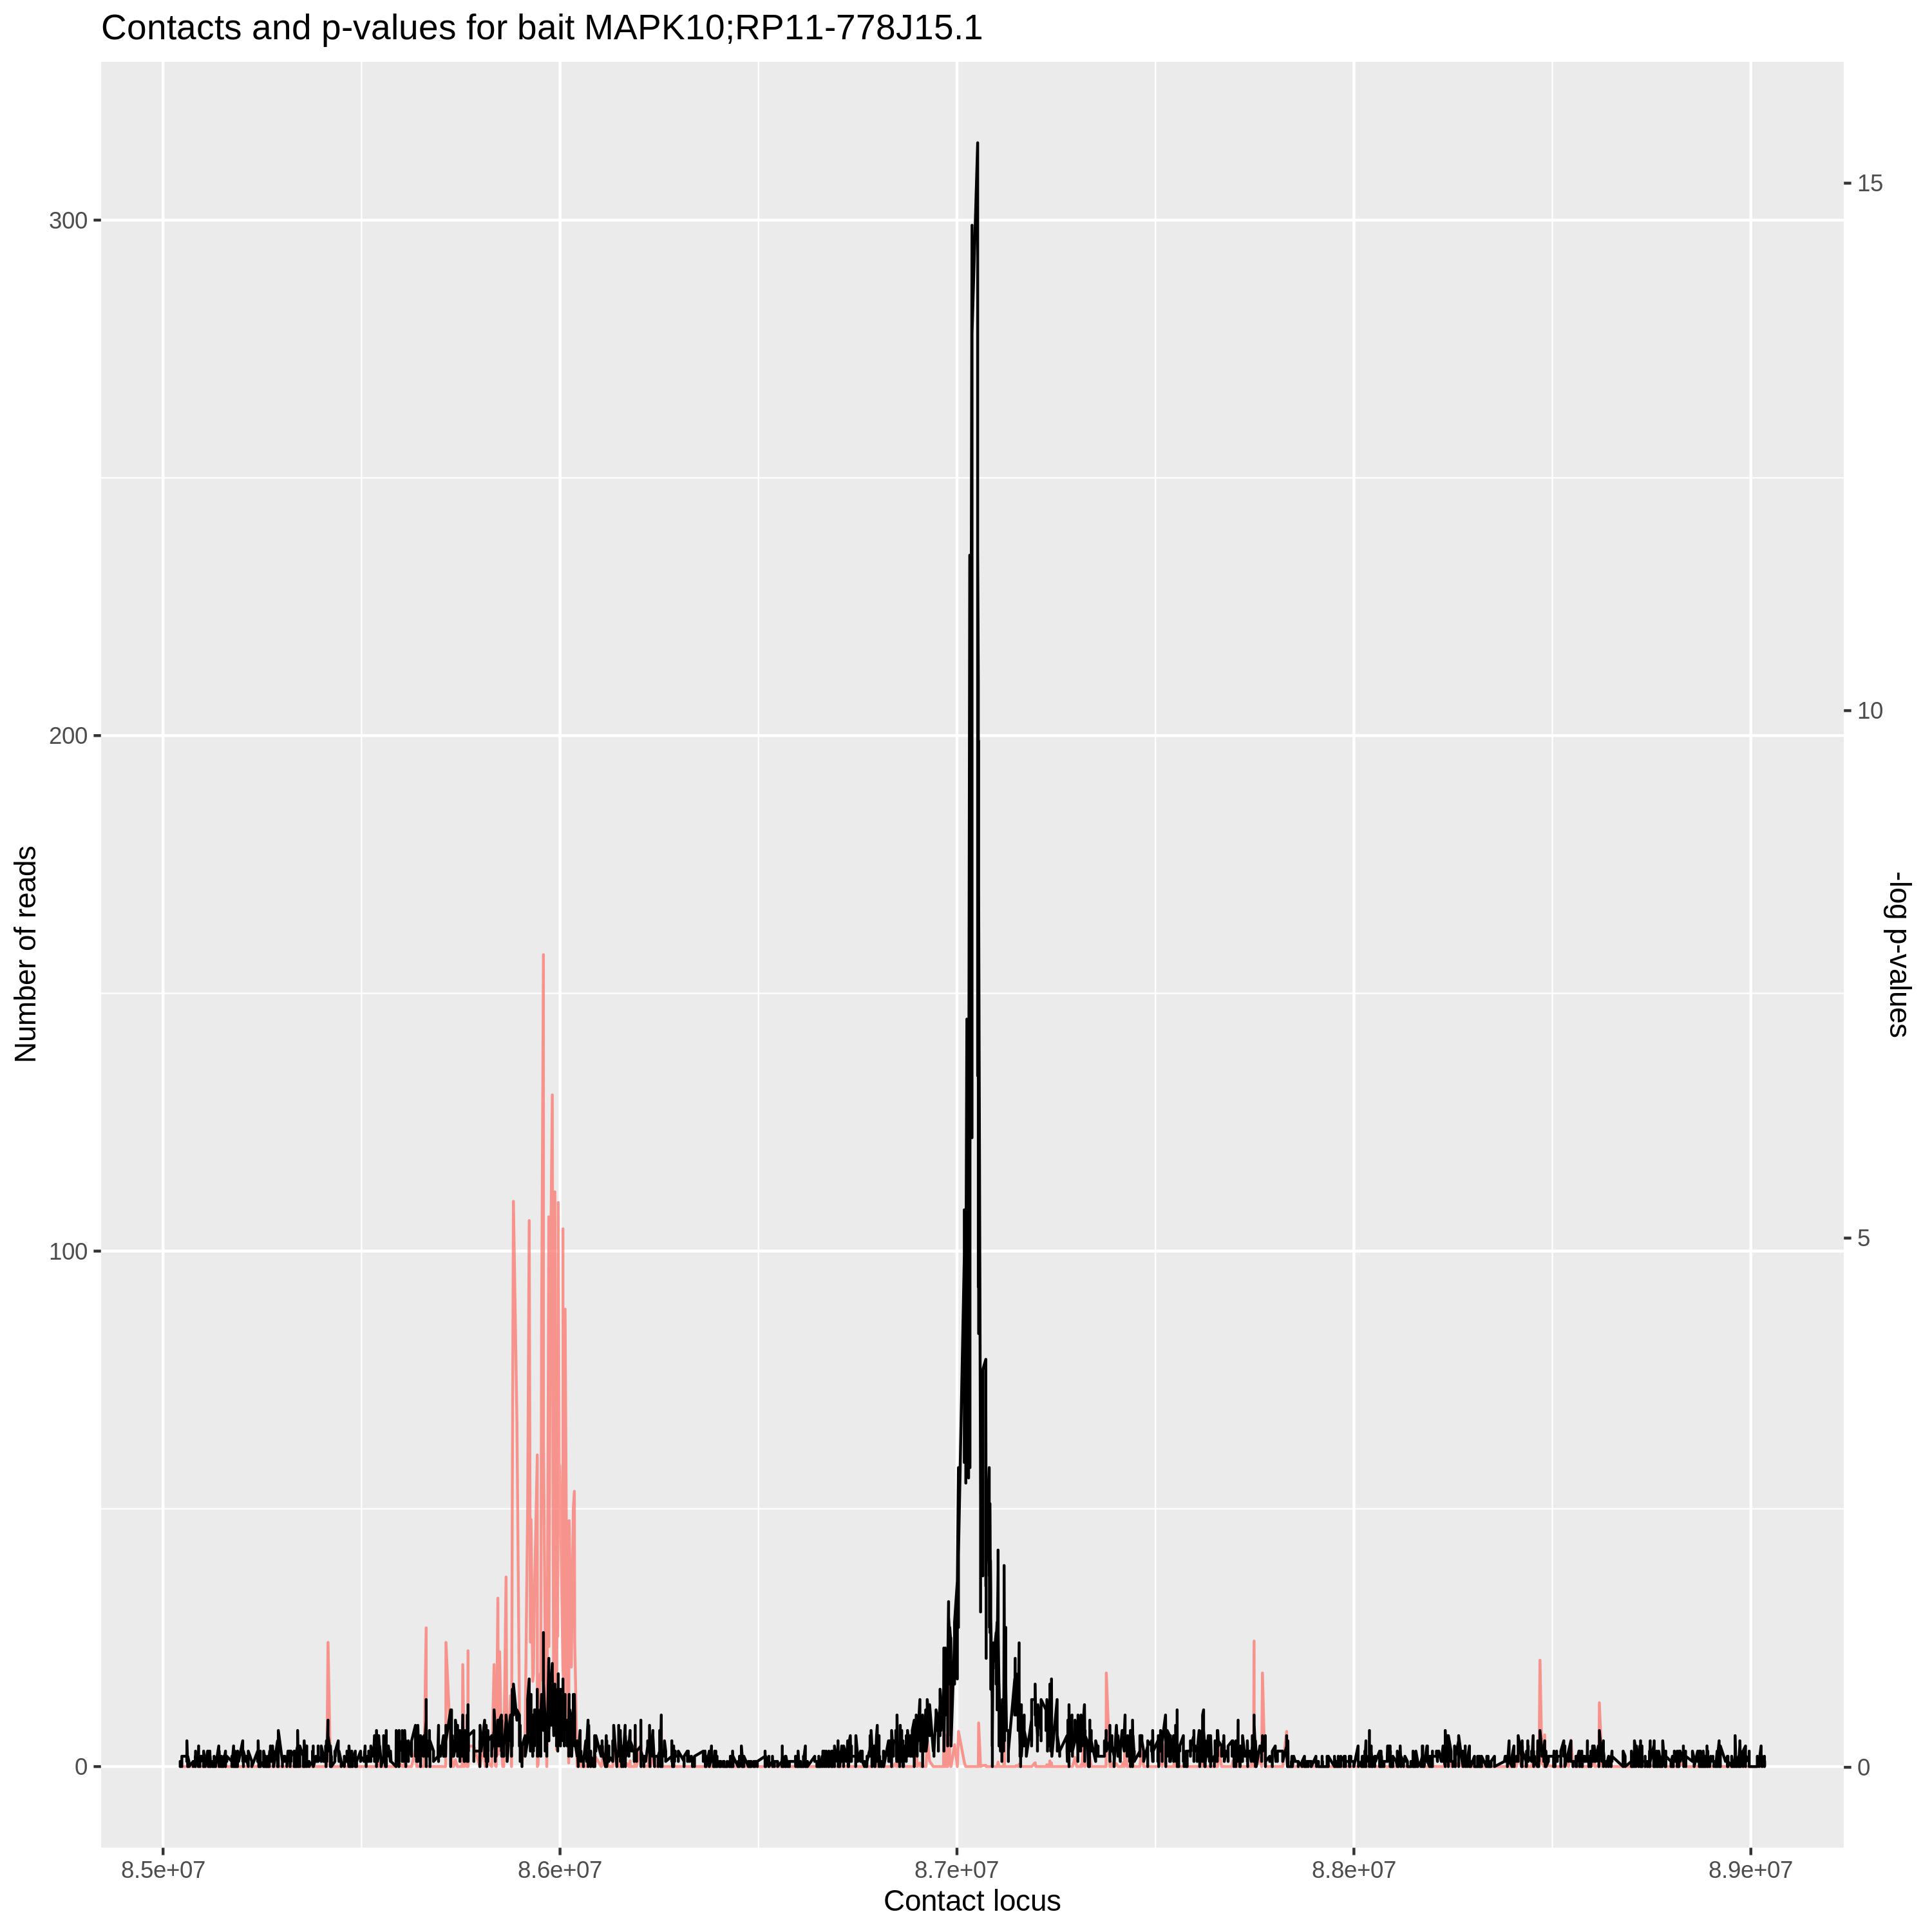 Contacts and p-values for bait MAPK10;RP11-778J15.1
300
200
100
0
Number of reads
15
10
5
0
-log p-values
8.5e+07 8.6e+07 8.7e+07 8.8e+07 8.9e+07
Contact locus